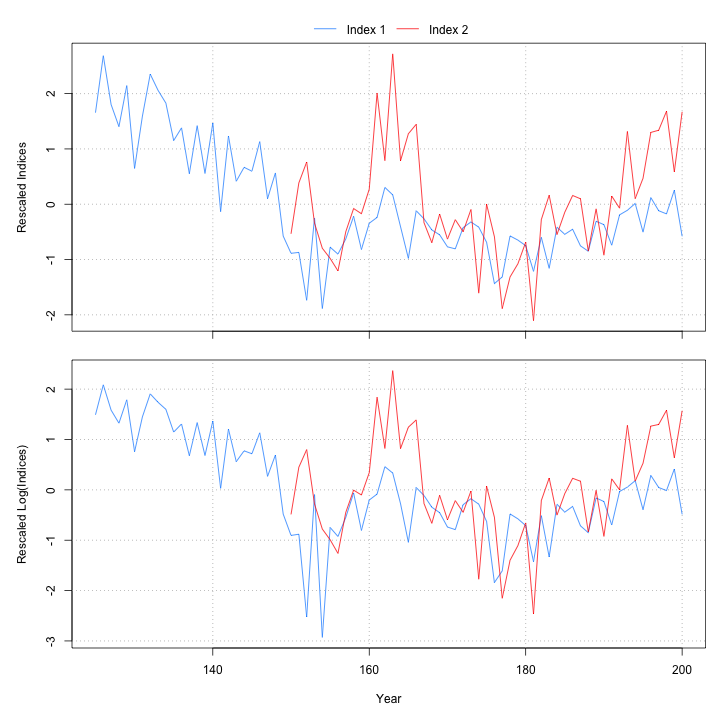 Index 1 Index 2
Rescaled Indices
2
1
0
-1
-2
Rescaled Log(Indices)
2
1
0
-1
-2
-3
140 160 180 200
Year